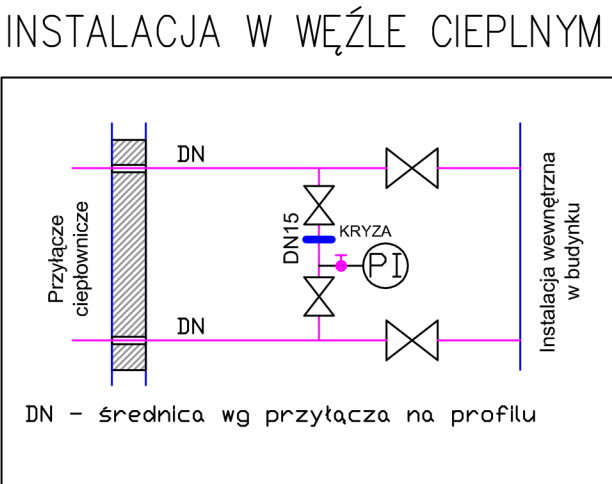 INSTALACJA W WĘŹLE CIEPLNYM
DN
Przyłącze
ciepłownicze
DN15
KRYZA
PI
Instalacja wewnętrzna
w budynku
DN
DN - średnica wg przyłącza na profilu